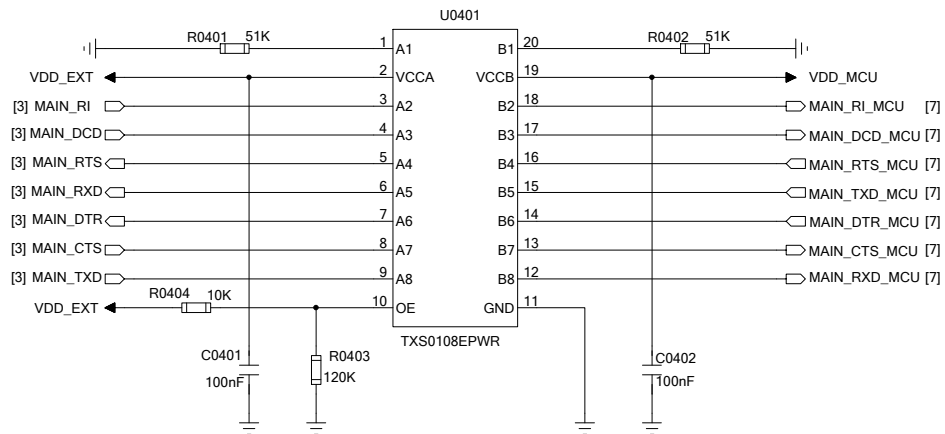 U0401
R0401 51K 1 A1 B1 20 R0402 51K
VDD_EXT 2 VCCA VCCB 19 VDD_MCU
[3] MAIN_RI 3 A2 B2 18 MAIN_RI_MCU [7]
[3] MAIN_DCD 4 A3 B3 17 MAIN_DCD_MCU [7]
[3] MAIN_RTS 5 A4 B4 16 MAIN_RTS_MCU [7]
[3] MAIN_RXD 6 A5 B5 15 MAIN_TXD_MCU [7]
[3] MAIN_DTR 7 A6 B6 14 MAIN_DTR_MCU [7]
[3] MAIN_CTS 8 A7 B7 13 MAIN_CTS_MCU [7]
[3] MAIN_TXD 9 A8 B8 12 MAIN_RXD_MCU [7]
R0404 10K
VDD_EXT 10 OE GND 11
TXS0108EPWR
C0401 R0403 C0402
100nF 120K 100nF